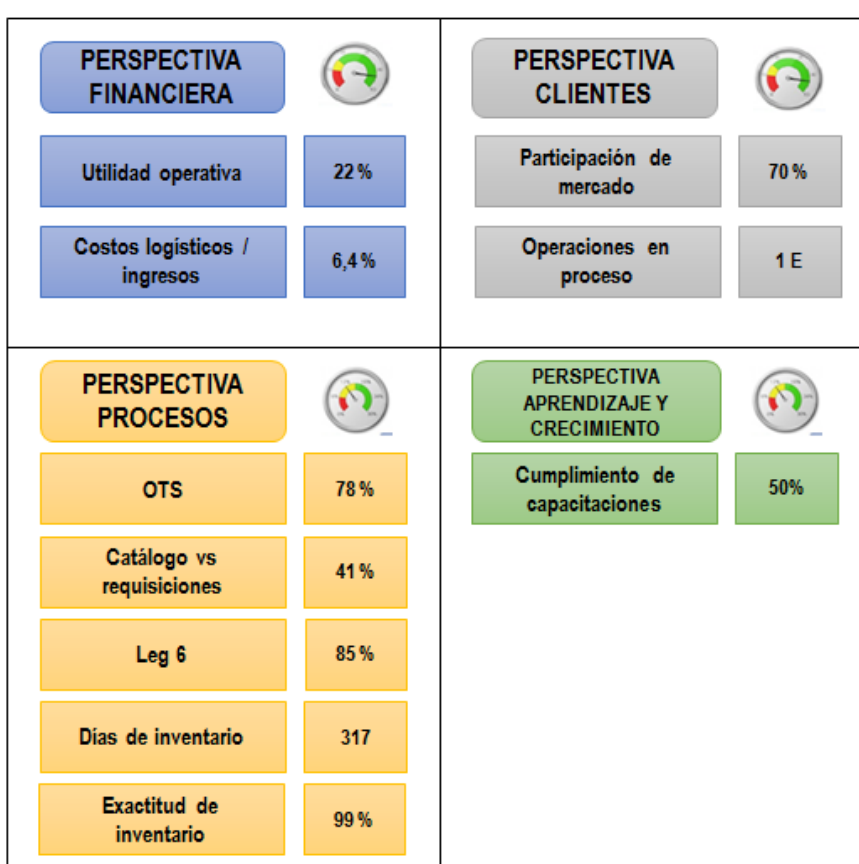 PERSPECTIVA
FINANCIERA
Utilidad operativa
22 %
Costos logísticos /
ingresos
6,4 %
PERSPECTIVA
CLIENTES
Participación de
mercado
70 %
Operaciones en
proceso
1 E
PERSPECTIVA
PROCESOS
OTS
78 %
Catálogo vs
requisiciones
41 %
Leg 6
85 %
Días de inventario
317
Exactitud de
inventario
99 %
PERSPECTIVA
APRENDIZAJE Y
CRECIMIENTO
Cumplimiento de
capacitaciones
50%